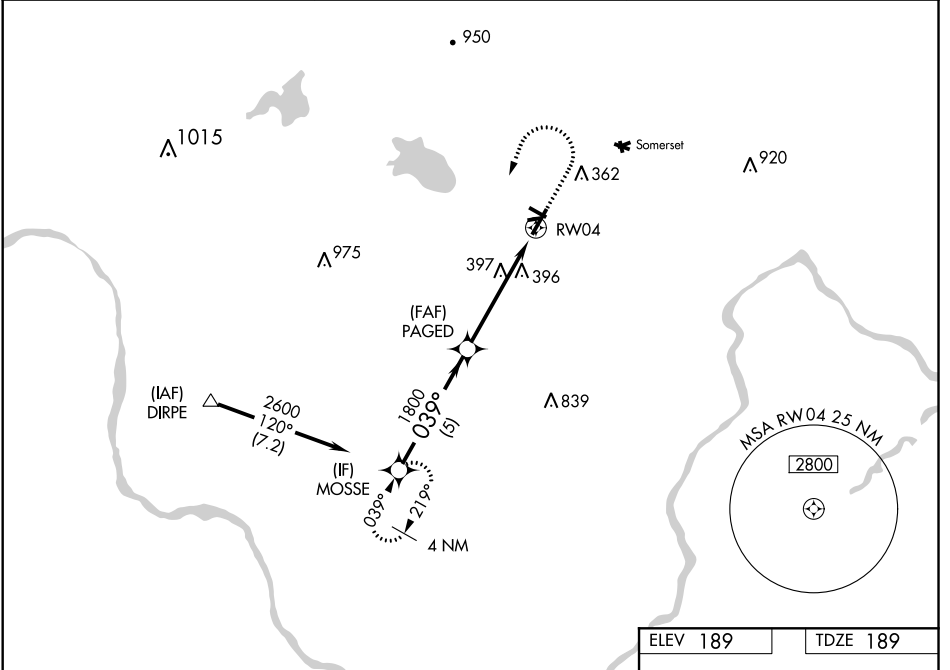 950
1015
Somerset
920
362
RW04
975
397
396
(FAF)
PAGED
(IAF)
DIRPE
2600
120°
(7.2)
1800
039°
(5)
839
(IF)
MOSSE
039°
219°
4 NM
MSA RW04 25 NM
2800
ELEV 189
TDZE 189